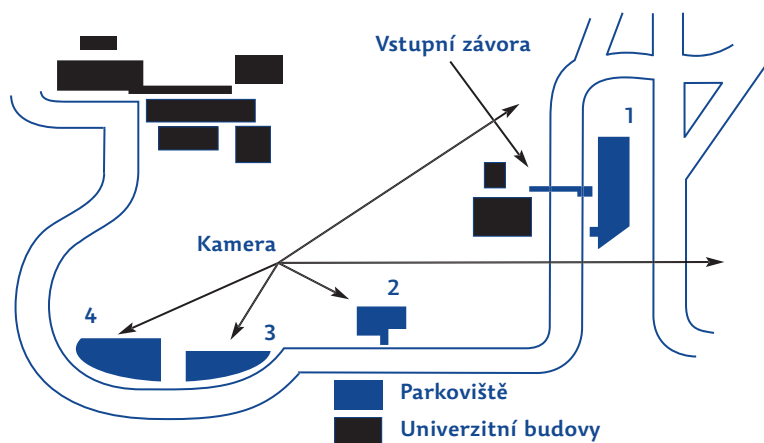 Vstupní závora
1
Kamera
2
4
3
Parkoviště
Univerzitní budovy